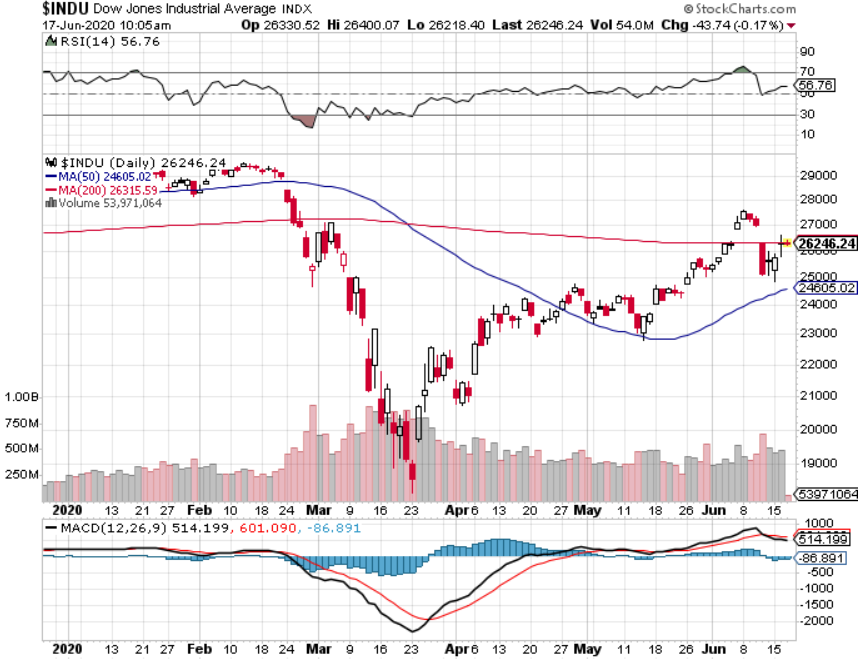 $INDU Dow Jones Industrial Average INDX © StockCharts.com
17-Jun-2020 10:05am Op 26330.52 Hi 26400.07 Lo 26218.40 Last 26246.24 Vol 54.0M Chg -43.74 (-0.17%)
RSI(14) 56.76
90
70
56.76
50
30
10
$INDU (Daily) 26246.24
MA(50) 24605.02
MA(200) 26315.59
Volume 53,971,064
29000
28000
27000
26246.24
26000
25000
24605.02
24000
23000
22000
21000
20000
19000
1.00B
750M
500M
250M
53971064
2020 13 21 27 Feb 10 18 24 Mar 9 16 23 Apr 6 13 20 27 May 11 18 26 Jun 8 15
MACD(12,26,9) 514.199, 601.090, -86.891
1000
514.199
-86.891
-500
-1000
-1500
-2000
2020 13 21 27 Feb 10 18 24 Mar 9 16 23 Apr 6 13 20 27 May 11 18 26 Jun 8 15